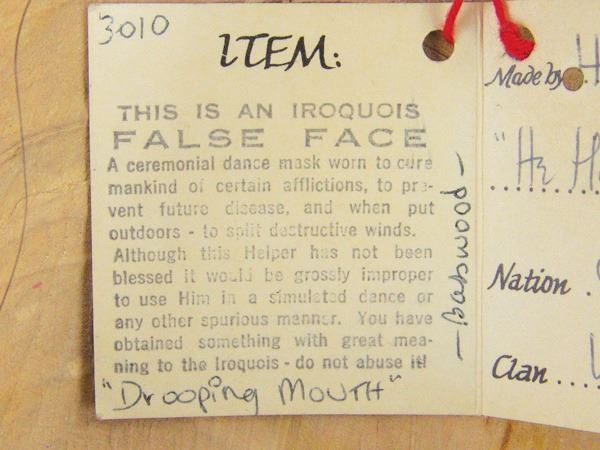 3010
ITEM:
THIS IS AN IROQUOIS
FALSE FACE
A ceremonial dance mask worn to cure
mankind of certain afflictions, to pre-
vent future disease, and when put
outdoors - to split destructive winds.
Although this Helper has not been
blessed it would be grossly improper
to use Him in a simulated dance or
any other spurious manner. You have
obtained something with great mea-
ning to the Iroquois - do not abuse it!
"Drooping Mouth"
- basswood -
Made by
Nation
Clan